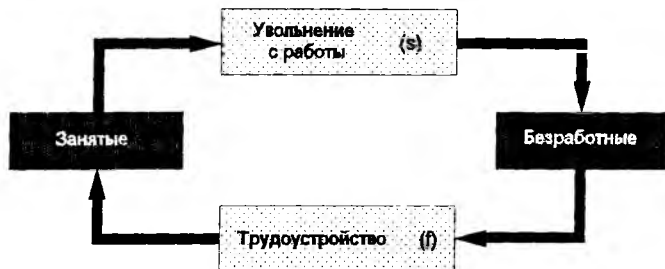 Увольнение
с работы (s)
Занятые
Безработные
Трудоустройство (f)